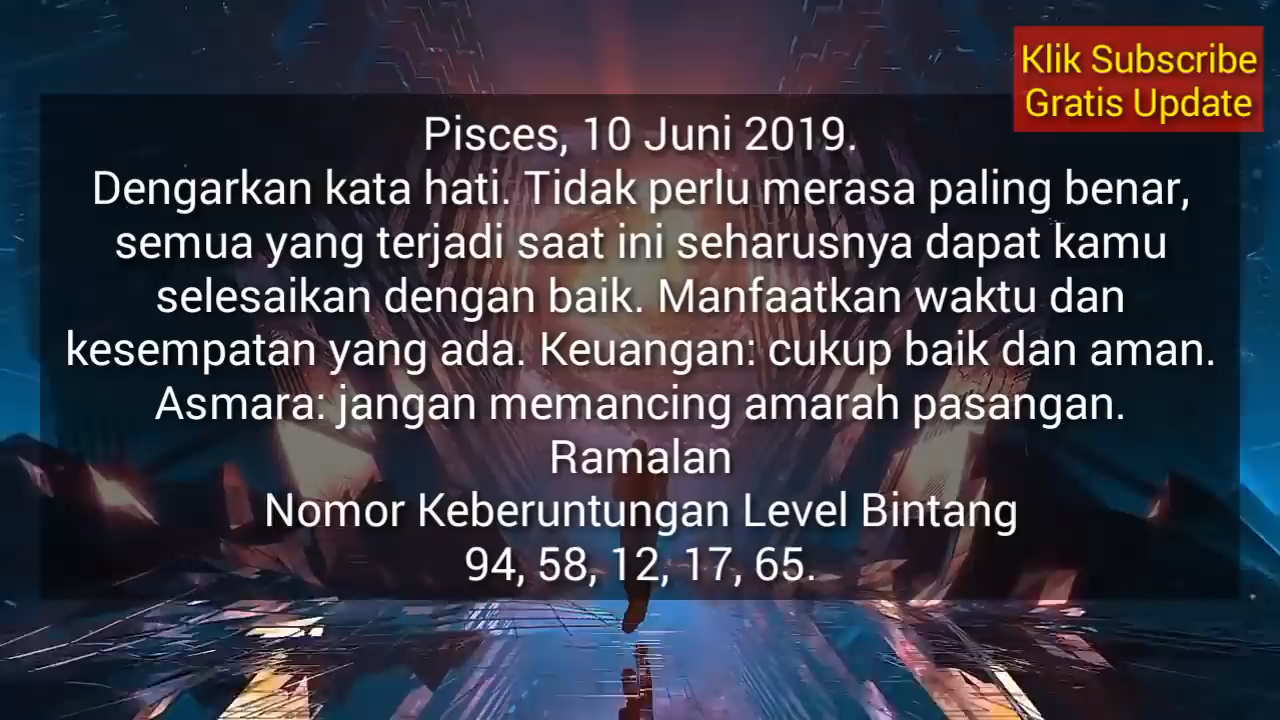 Klik Subscribe
Gratis Update
Pisces, 10 Juni 2019.
Dengarkan kata hati. Tidak perlu merasa paling benar,
semua yang terjadi saat ini seharusnya dapat kamu
selesaikan dengan baik. Manfaatkan waktu dan
kesempatan yang ada. Keuangan: cukup baik dan aman.
Asmara: jangan memancing amarah pasangan.
Ramalan
Nomor Keberuntungan Level Bintang
94, 58, 12, 17, 65.